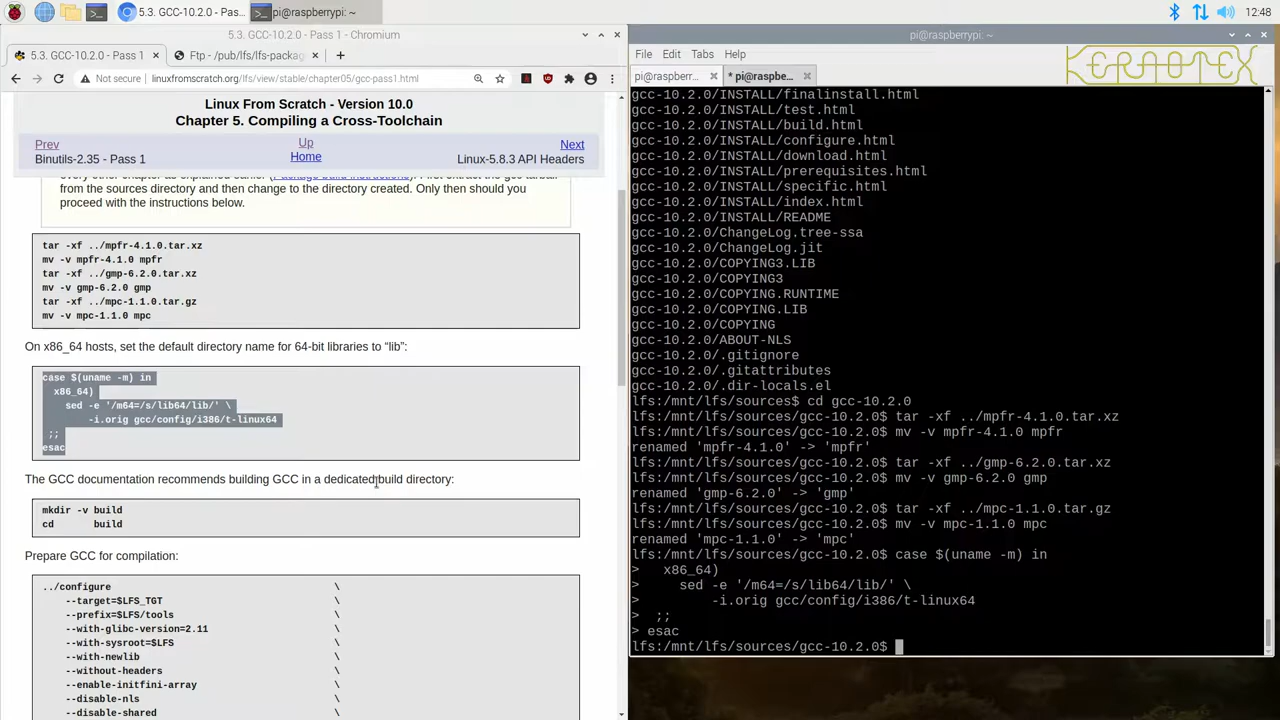 5.3. GCC-10.2.0 - Pas...
pi@raspberrypi: ~
12:48
5.3. GCC-10.2.0 - Pass 1 - Chromium
5.3. GCC-10.2.0 - Pass 1
Ftp - /pub/lfs/lfs-packag
Not secure
linuxfromscratch.org/lfs/view/stable/chapter05/gcc-pass1.html
Linux From Scratch - Version 10.0
Chapter 5. Compiling a Cross-Toolchain
Prev
Up
Next
Binutils-2.35 - Pass 1
Home
Linux-5.8.3 API Headers
every other chapter as explained earlier (Package build instructions). First extract the gcc tarball
from the sources directory and then change to the directory created. Only then should you
proceed with the instructions below.
tar -xf ../mpfr-4.1.0.tar.xz
mv -v mpfr-4.1.0 mpfr
tar -xf ../gmp-6.2.0.tar.xz
mv -v gmp-6.2.0 gmp
tar -xf ../mpc-1.1.0.tar.gz
mv -v mpc-1.1.0 mpc
On x86_64 hosts, set the default directory name for 64-bit libraries to “lib”:
case $(uname -m) in
x86_64)
sed -e '/m64=/s/lib64/lib/' \
-i.orig gcc/config/i386/t-linux64
;;
esac
The GCC documentation recommends building GCC in a dedicated build directory:
mkdir -v build
cd build
Prepare GCC for compilation:
../configure \
--target=$LFS_TGT \
--prefix=$LFS/tools \
--with-glibc-version=2.11 \
--with-sysroot=$LFS \
--with-newlib \
--without-headers \
--enable-initfini-array \
--disable-nls \
--disable-shared \
pi@raspberrypi: ~
File Edit Tabs Help
pi@raspberr...
* pi@raspbe...
KERAOTEX
gcc-10.2.0/INSTALL/finalinstall.html
gcc-10.2.0/INSTALL/test.html
gcc-10.2.0/INSTALL/build.html
gcc-10.2.0/INSTALL/configure.html
gcc-10.2.0/INSTALL/download.html
gcc-10.2.0/INSTALL/prerequisites.html
gcc-10.2.0/INSTALL/specific.html
gcc-10.2.0/INSTALL/index.html
gcc-10.2.0/INSTALL/README
gcc-10.2.0/ChangeLog.tree-ssa
gcc-10.2.0/ChangeLog.jit
gcc-10.2.0/COPYING3.LIB
gcc-10.2.0/COPYING3
gcc-10.2.0/COPYING.RUNTIME
gcc-10.2.0/COPYING.LIB
gcc-10.2.0/COPYING
gcc-10.2.0/ABOUT-NLS
gcc-10.2.0/.gitignore
gcc-10.2.0/.gitattributes
gcc-10.2.0/.dir-locals.el
lfs:/mnt/lfs/sources$ cd gcc-10.2.0
lfs:/mnt/lfs/sources/gcc-10.2.0$ tar -xf ../mpfr-4.1.0.tar.xz
lfs:/mnt/lfs/sources/gcc-10.2.0$ mv -v mpfr-4.1.0 mpfr
renamed 'mpfr-4.1.0' -> 'mpfr'
lfs:/mnt/lfs/sources/gcc-10.2.0$ tar -xf ../gmp-6.2.0.tar.xz
lfs:/mnt/lfs/sources/gcc-10.2.0$ mv -v gmp-6.2.0 gmp
renamed 'gmp-6.2.0' -> 'gmp'
lfs:/mnt/lfs/sources/gcc-10.2.0$ tar -xf ../mpc-1.1.0.tar.gz
lfs:/mnt/lfs/sources/gcc-10.2.0$ mv -v mpc-1.1.0 mpc
renamed 'mpc-1.1.0' -> 'mpc'
lfs:/mnt/lfs/sources/gcc-10.2.0$ case $(uname -m) in
> x86_64)
> sed -e '/m64=/s/lib64/lib/' \
> -i.orig gcc/config/i386/t-linux64
> ;;
> esac
lfs:/mnt/lfs/sources/gcc-10.2.0$